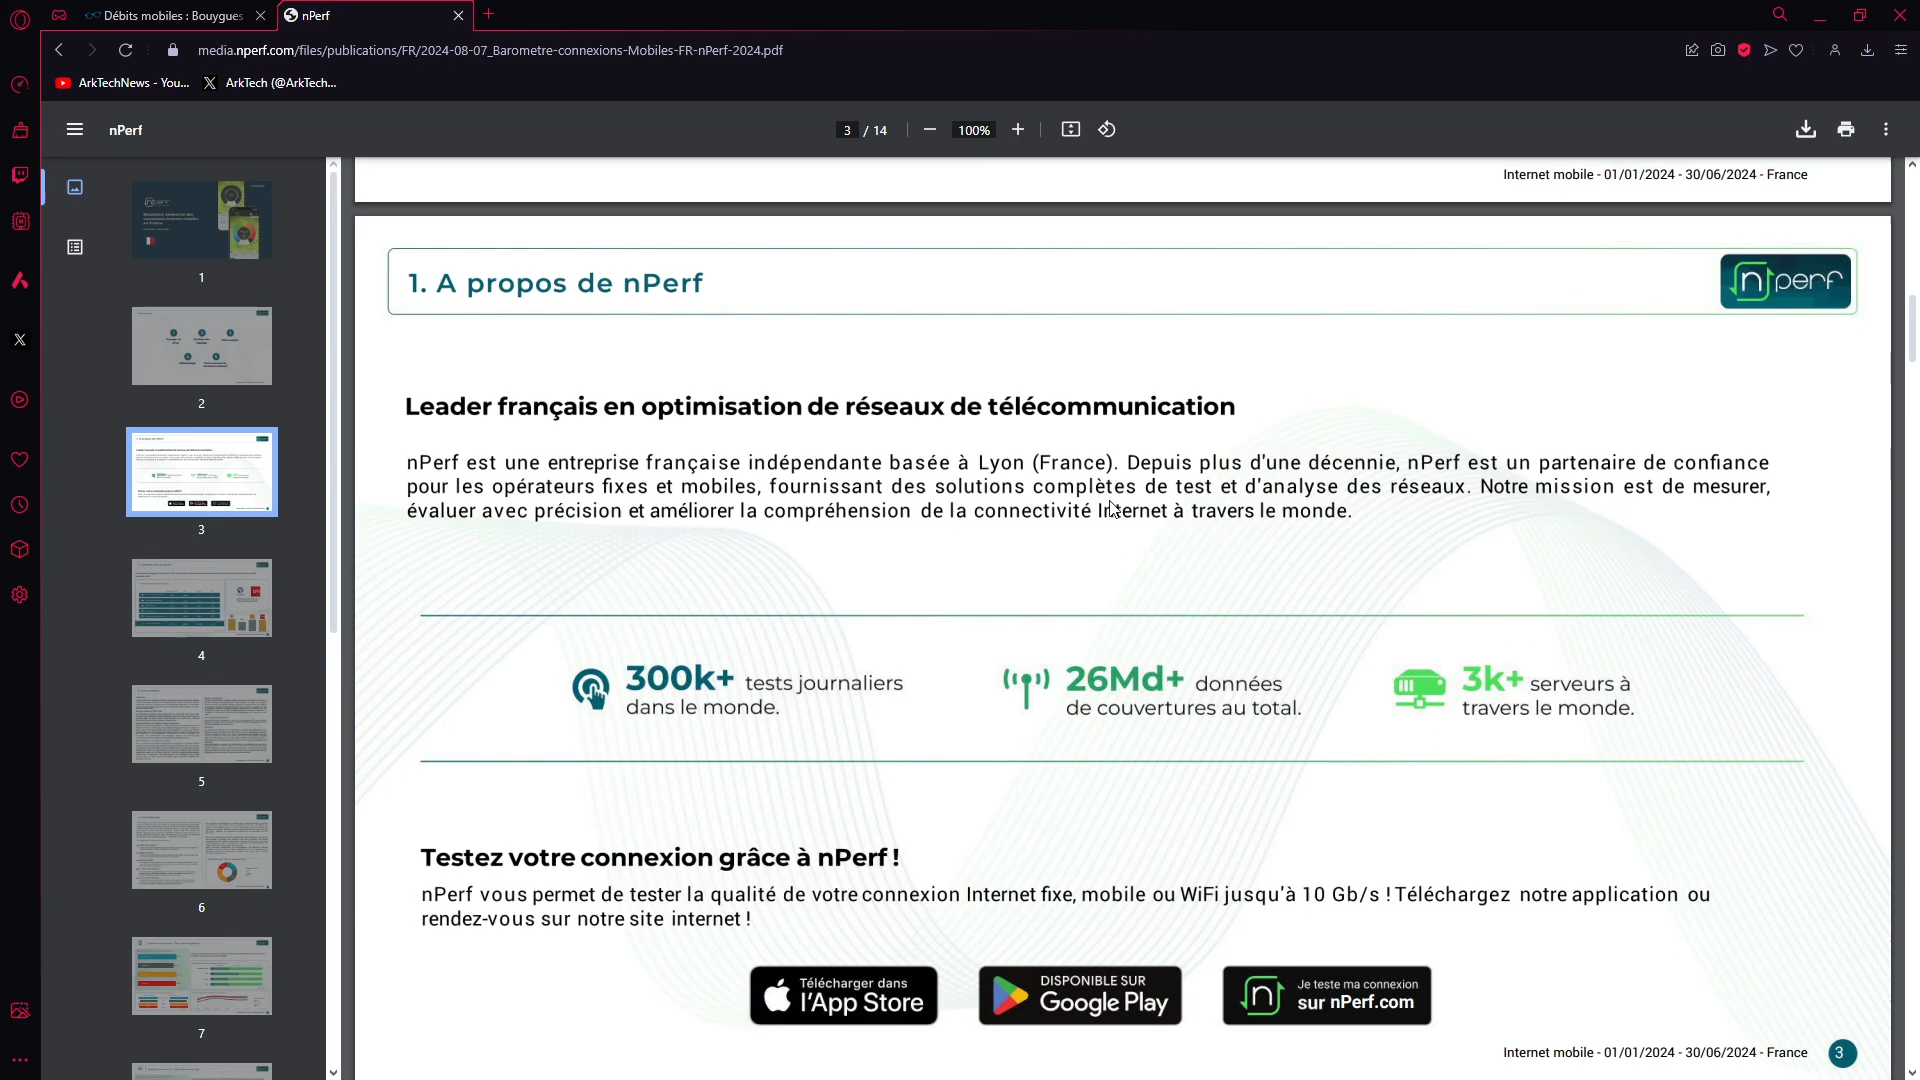 Débits mobiles : Bouygues
nPerf
media.nperf.com/files/publications/FR/2024-08-07_Barometre-connexions-Mobiles-FR-nPerf-2024.pdf
ArkTechNews - You...
ArkTech (@ArkTech...
nPerf
3 / 14
100%
Internet mobile - 01/01/2024 - 30/06/2024 - France
1. A propos de nPerf
nperf
Leader français en optimisation de réseaux de télécommunication
nPerf est une entreprise française indépendante basée à Lyon (France). Depuis plus d'une décennie, nPerf est un partenaire de confiance
pour les opérateurs fixes et mobiles, fournissant des solutions complètes de test et d'analyse des réseaux. Notre mission est de mesurer,
évaluer avec précision et améliorer la compréhension de la connectivité Internet à travers le monde.
300k+ tests journaliers
dans le monde.
26Md+ données
de couvertures au total.
3k+ serveurs à
travers le monde.
Testez votre connexion grâce à nPerf !
nPerf vous permet de tester la qualité de votre connexion Internet fixe, mobile ou WiFi jusqu'à 10 Gb/s ! Téléchargez notre application ou
rendez-vous sur notre site internet !
Télécharger dans
l'App Store
DISPONIBLE SUR
Google Play
Je teste ma connexion
sur nPerf.com
Internet mobile - 01/01/2024 - 30/06/2024 - France
3
1
2
3
4
5
6
7